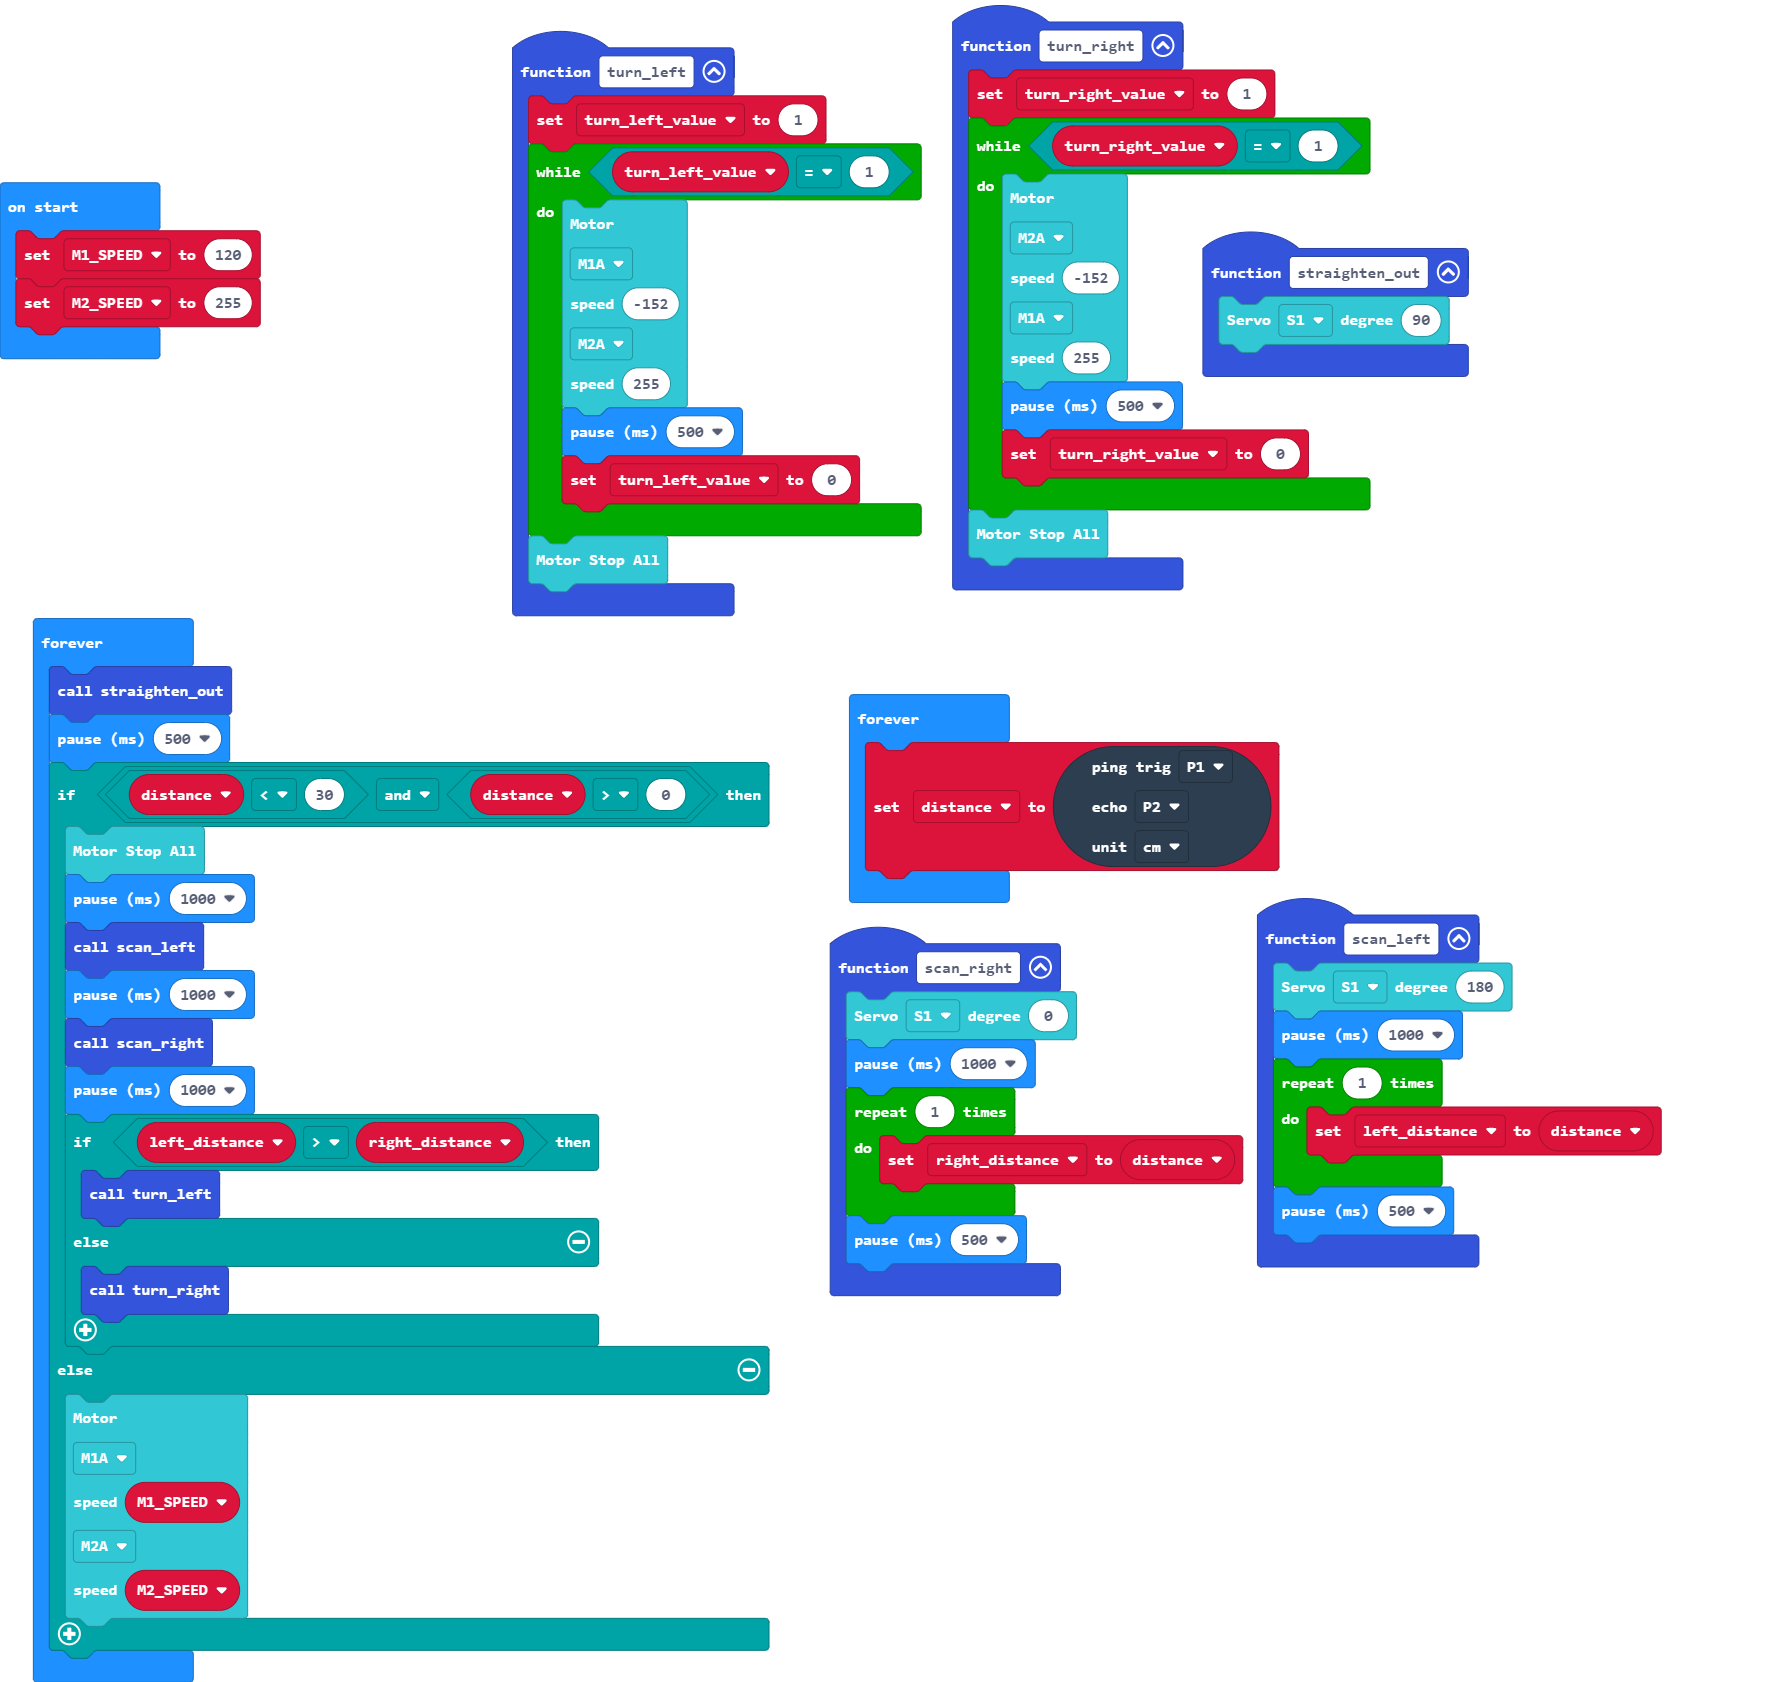 on start
set M1_SPEED to 120
set M2_SPEED to 255
function turn_left
set turn_left_value to 1
while turn_left_value = 1
do
Motor
M1A
speed -152
M2A
speed 255
pause (ms) 500
set turn_left_value to 0
Motor Stop All
function turn_right
set turn_right_value to 1
while turn_right_value = 1
do
Motor
M2A
speed -152
M1A
speed 255
pause (ms) 500
set turn_right_value to 0
Motor Stop All
function straighten_out
Servo S1 degree 90
forever
call straighten_out
pause (ms) 500
if distance < 30 and distance > 0 then
Motor Stop All
pause (ms) 1000
call scan_left
pause (ms) 1000
call scan_right
pause (ms) 1000
if left_distance > right_distance then
call turn_left
else
call turn_right
else
Motor
M1A
speed M1_SPEED
M2A
speed M2_SPEED
forever
set distance to
ping trig P1
echo P2
unit cm
function scan_right
Servo S1 degree 0
pause (ms) 1000
repeat 1 times
do
set right_distance to distance
pause (ms) 500
function scan_left
Servo S1 degree 180
pause (ms) 1000
repeat 1 times
do
set left_distance to distance
pause (ms) 500